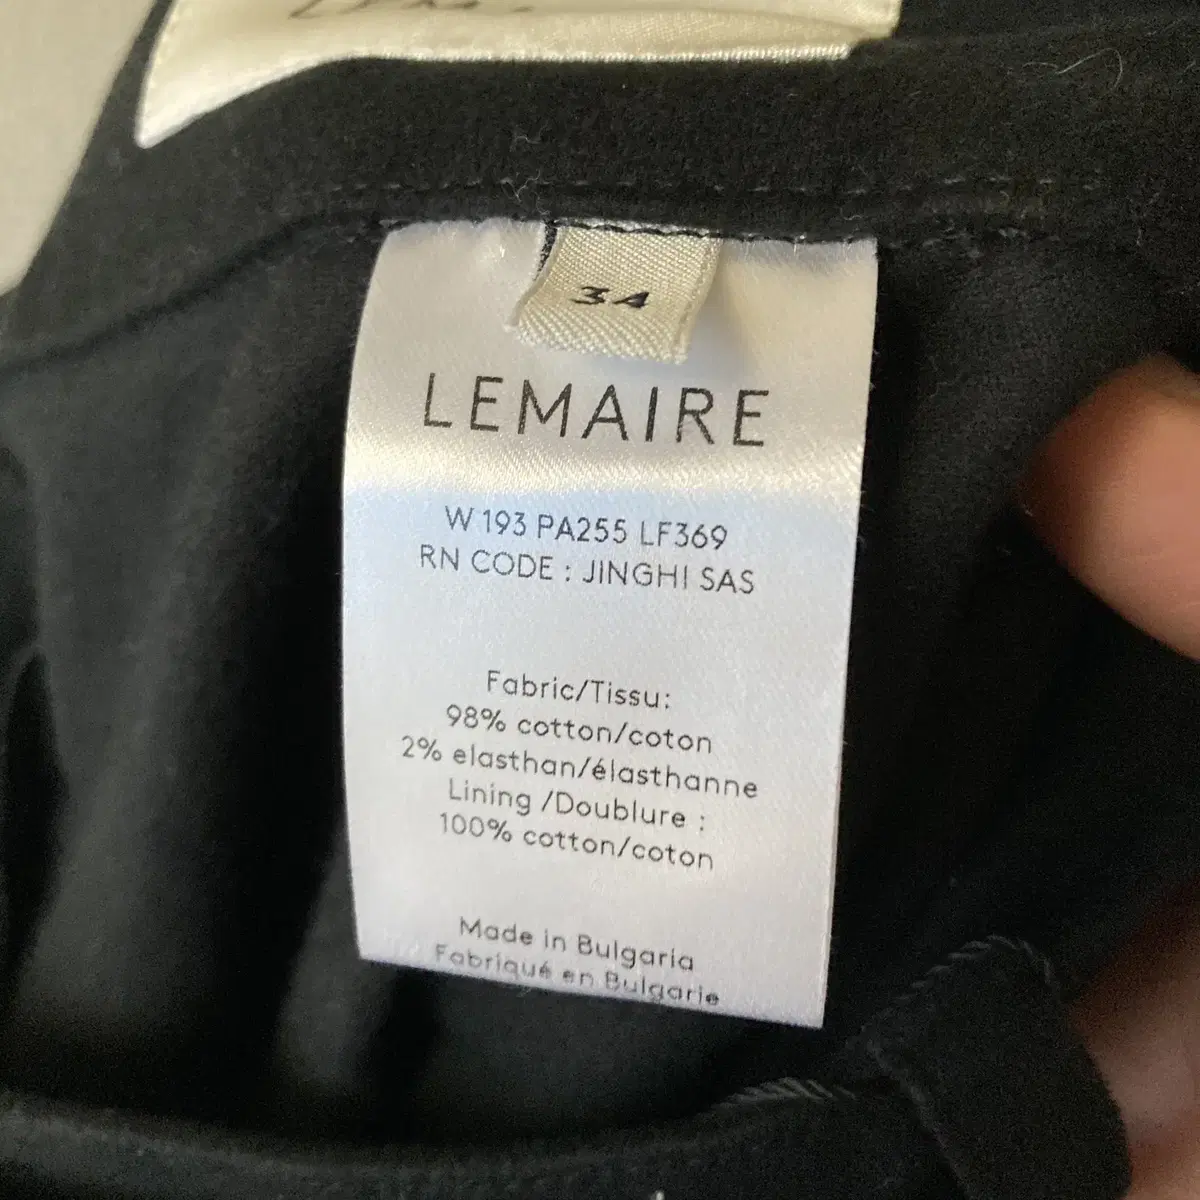 34
LEMAIRE
W 193 PA255 LF369
RN CODE : JINGHI SAS
Fabric/Tissu:
98% cotton/coton
2% elasthan/élasthanne
Lining /Doublure :
100% cotton/coton
Made in Bulgaria
Fabriqué en Bulgarie